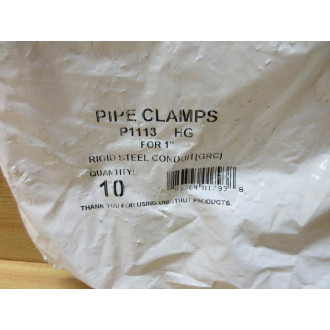 PIPE CLAMPS
P1113 HG
FOR 1"
RIGID STEEL CONDUIT(GRC)
QUANTITY:
10
THANK YOU FOR USING UNISTRUT PRODUCTS